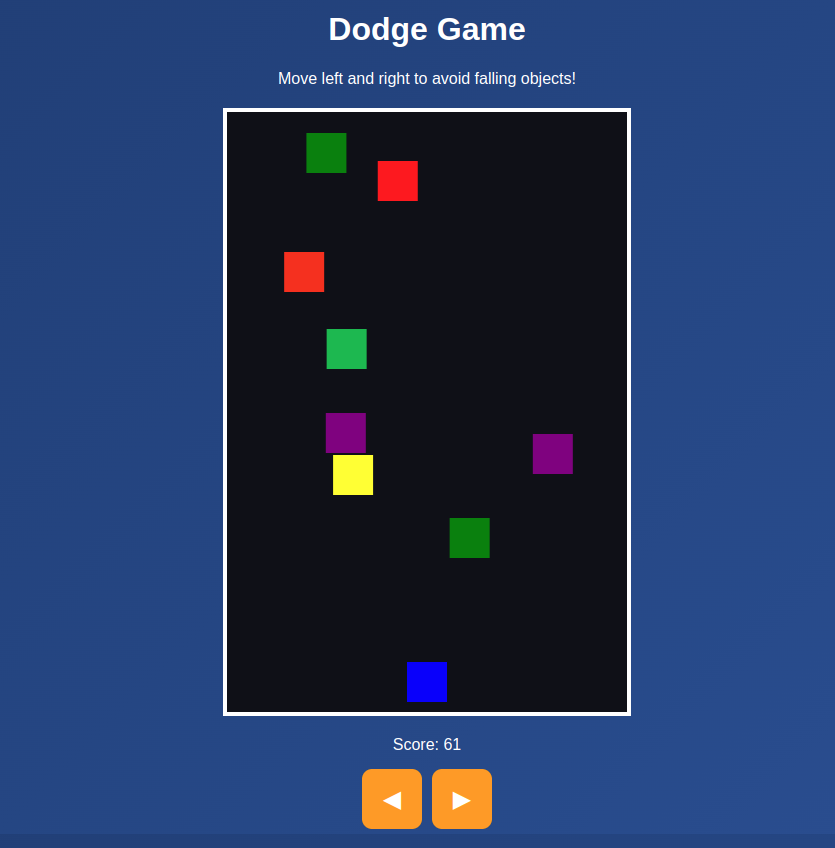 Dodge Game
Move left and right to avoid falling objects!
Score: 61
◀ ▶